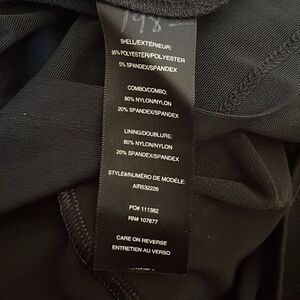 198-
SHELL/EXTÉRIEUR:
95% POLYESTER/POLYESTER
5% SPANDEX/SPANDEX
COMBO/COMBO:
80% NYLON/NYLON
20% SPANDEX/SPANDEX
LINING/DOUBLURE:
80% NYLON/NYLON
20% SPANDEX/SPANDEX
STYLE#/NUMÉRO DE MODÈLE:
AIR532226
PO# 111382
RN# 107677
CARE ON REVERSE
ENTRETIEN AU VERSO